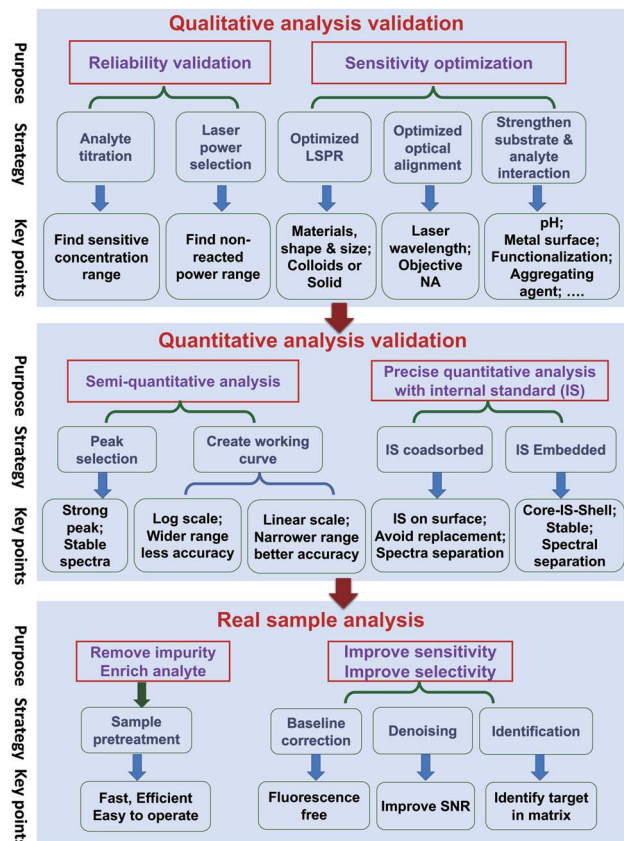 Qualitative analysis validation
Purpose
Reliability validation
Sensitivity optimization
Strategy
Analyte
titration
Laser
power
selection
Optimized
LSPR
Optimized
optical
alignment
Strengthen
substrate &
analyte
interaction
Key points
Find sensitive
concentration
range
Find non-
reacted
power range
Materials,
shape & size;
Colloids or
Solid
Laser
wavelength;
Objective
NA
pH;
Metal surface;
Functionalization;
Aggregating
agent; ....
Quantitative analysis validation
Purpose
Semi-quantitative analysis
Precise quantitative analysis
with internal standard (IS)
Strategy
Peak
selection
Create working
curve
IS coadsorbed
IS Embedded
Key points
Strong
peak;
Stable
spectra
Log scale;
Wider range
less accuracy
Linear scale;
Narrower range
better accuracy
IS on surface;
Avoid replacement;
Spectra separation
Core-IS-Shell;
Stable;
Spectral
separation
Real sample analysis
Purpose
Remove impurity
Enrich analyte
Improve sensitivity
Improve selectivity
Strategy
Sample
pretreatment
Baseline
correction
Denoising
Identification
Key points
Fast, Efficient
Easy to operate
Fluorescence
free
Improve SNR
Identify target
in matrix